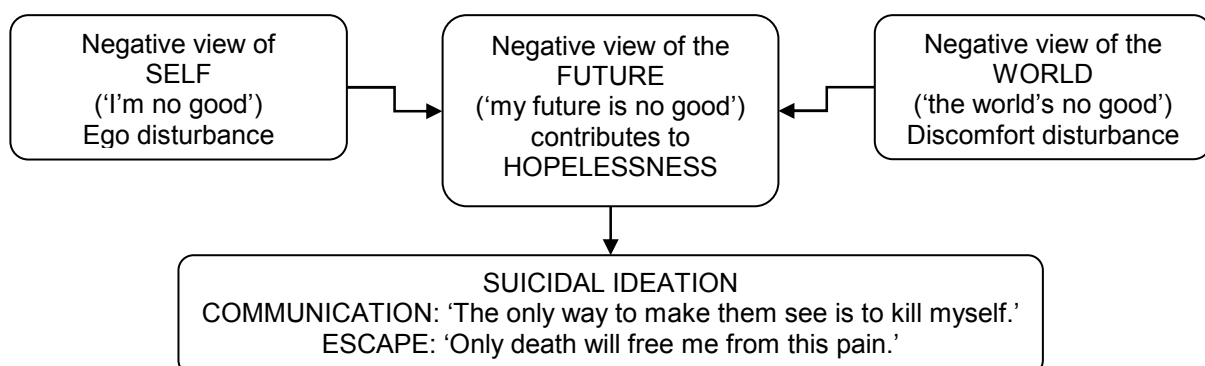 Negative view of
SELF
(‘I’m no good’)
Ego disturbance
Negative view of the
FUTURE
(‘my future is no good’)
contributes to
HOPELESSNESS
Negative view of the
WORLD
(‘the world’s no good’)
Discomfort disturbance
SUICIDAL IDEATION
COMMUNICATION: ‘The only way to make them see is to kill myself.’
ESCAPE: ‘Only death will free me from this pain.’